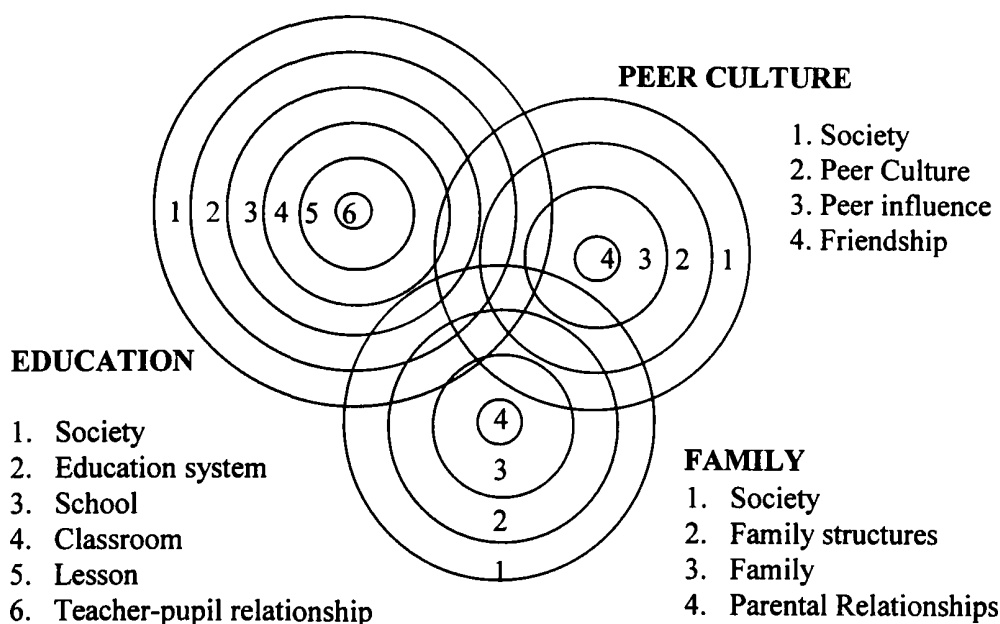 PEER CULTURE
1. Society
2. Peer Culture
3. Peer influence
4. Friendship
1 2 3 4 5 6
4 3 2 1
EDUCATION
1. Society
2. Education system
3. School
4. Classroom
5. Lesson
6. Teacher-pupil relationship
4
3
2
1
FAMILY
1. Society
2. Family structures
3. Family
4. Parental Relationships